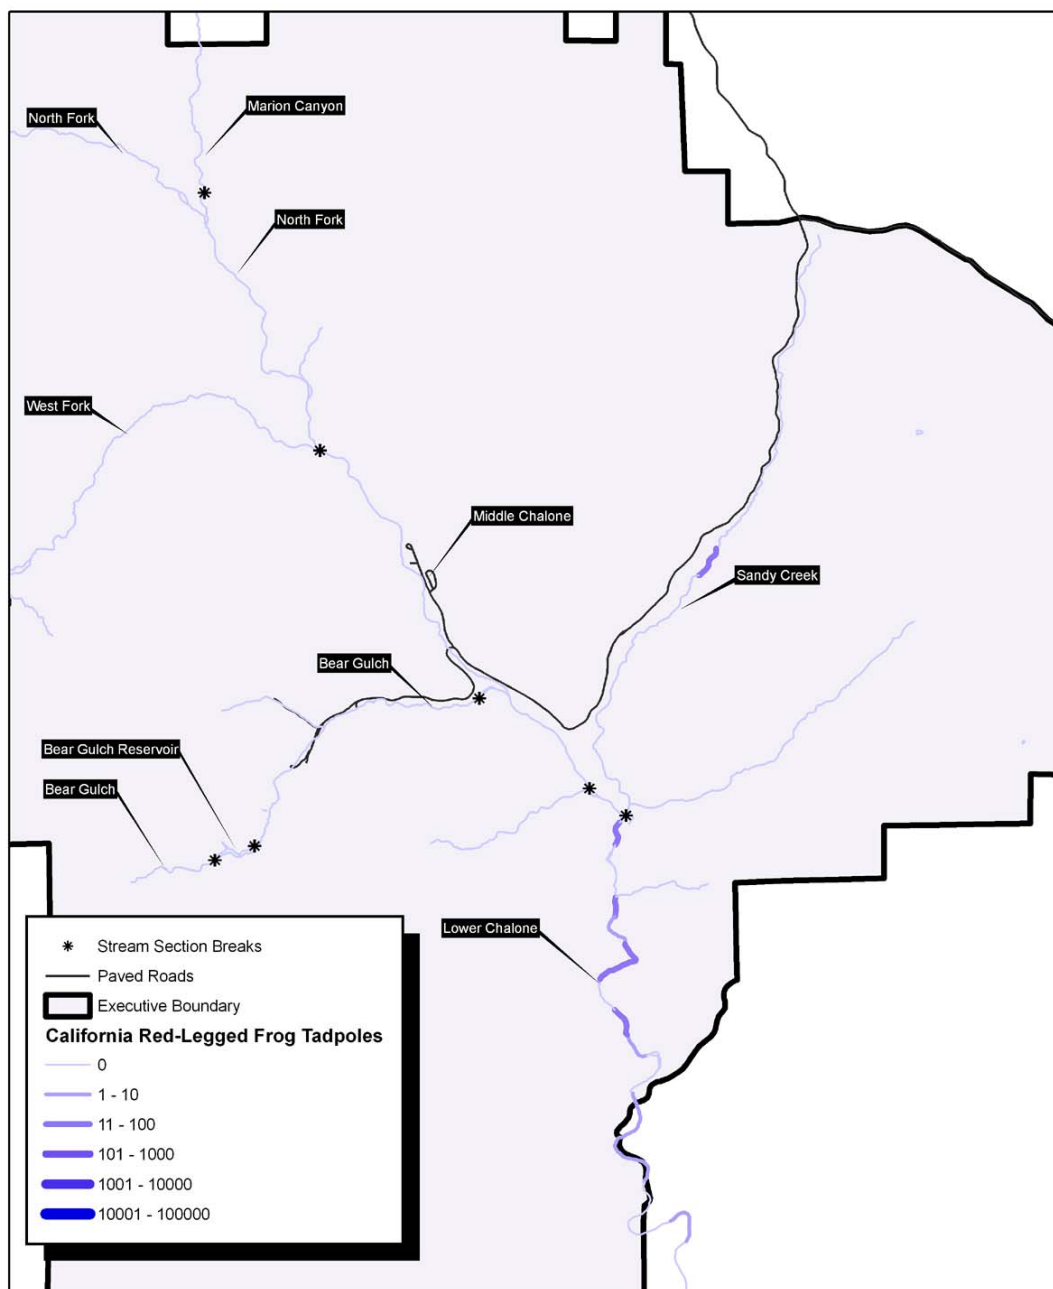 Marion Canyon
North Fork
North Fork
West Fork
Middle Chalone
Sandy Creek
Bear Gulch
Bear Gulch Reservoir
Bear Gulch
Lower Chalone
Stream Section Breaks
Paved Roads
Executive Boundary
California Red-Legged Frog Tadpoles
0
1 - 10
11 - 100
101 - 1000
1001 - 10000
10001 - 100000